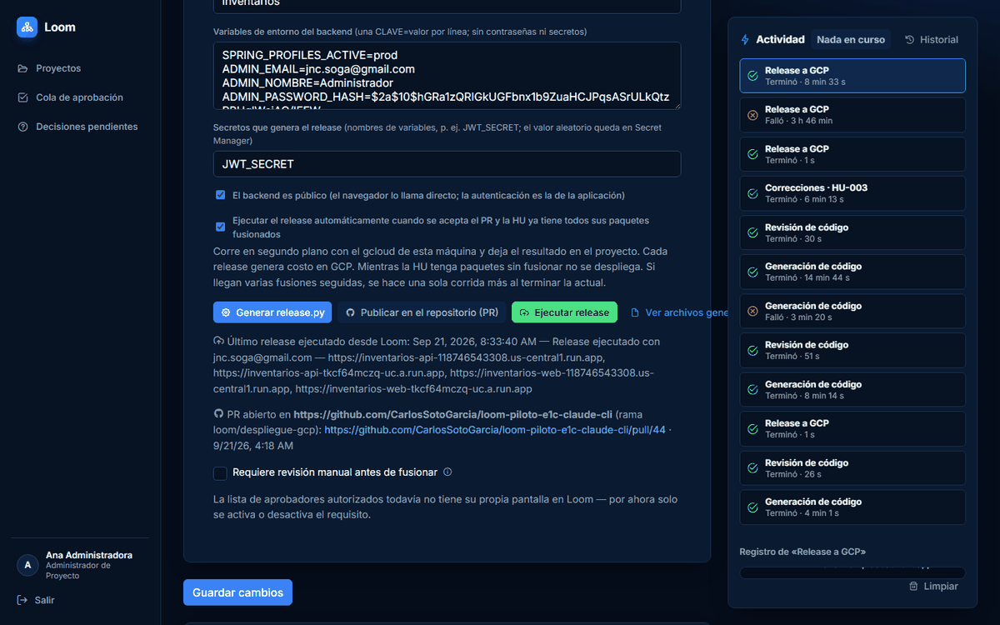 Loom
Proyectos
Cola de aprobación
Decisiones pendientes
Ana Administradora
Administrador de
Proyecto
Salir
inventarios
Variables de entorno del backend (una CLAVE=valor por línea; sin contraseñas ni secretos)
SPRING_PROFILES_ACTIVE=prod
ADMIN_EMAIL=jnc.soga@gmail.com
ADMIN_NOMBRE=Administrador
ADMIN_PASSWORD_HASH=$2a$10$hGRa1zQRIGkUGFbnx1b9ZuaHCJPqsASrULkQtz
Secretos que genera el release (nombres de variables, p. ej. JWT_SECRET; el valor aleatorio queda en Secret
Manager)
JWT_SECRET
El backend es público (el navegador lo llama directo; la autenticación es la de la aplicación)
Ejecutar el release automáticamente cuando se acepta el PR y la HU ya tiene todos sus paquetes
fusionados
Corre en segundo plano con el gcloud de esta máquina y deja el resultado en el proyecto. Cada
release genera costo en GCP. Mientras la HU tenga paquetes sin fusionar no se despliega. Si
llegan varias fusiones seguidas, se hace una sola corrida más al terminar la actual.
Generar release.py
Publicar en el repositorio (PR)
Ejecutar release
Ver archivos gene
Último release ejecutado desde Loom: Sep 21, 2026, 8:33:40 AM — Release ejecutado con
jnc.soga@gmail.com — https://inventarios-api-118746543308.us-central1.run.app,
https://inventarios-api-tkcf64mczq-uc.a.run.app, https://inventarios-web-118746543308.us-
central1.run.app, https://inventarios-web-tkcf64mczq-uc.a.run.app
PR abierto en https://github.com/CarlosSotoGarcia/loom-piloto-e1c-claude-cli (rama
loom/despliegue-gcp): https://github.com/CarlosSotoGarcia/loom-piloto-e1c-claude-cli/pull/44 ·
9/21/26, 4:18 AM
Requiere revisión manual antes de fusionar
La lista de aprobadores autorizados todavía no tiene su propia pantalla en Loom — por ahora solo
se activa o desactiva el requisito.
Guardar cambios
Actividad
Nada en curso
Historial
Release a GCP
Terminó · 8 min 33 s
Release a GCP
Falló · 3 h 46 min
Release a GCP
Terminó · 1 s
Correcciones · HU-003
Terminó · 6 min 13 s
Revisión de código
Terminó · 30 s
Generación de código
Terminó · 14 min 44 s
Generación de código
Falló · 3 min 20 s
Revisión de código
Terminó · 51 s
Generación de código
Terminó · 8 min 14 s
Release a GCP
Terminó · 1 s
Revisión de código
Terminó · 26 s
Generación de código
Terminó · 4 min 1 s
Registro de «Release a GCP»
Limpiar